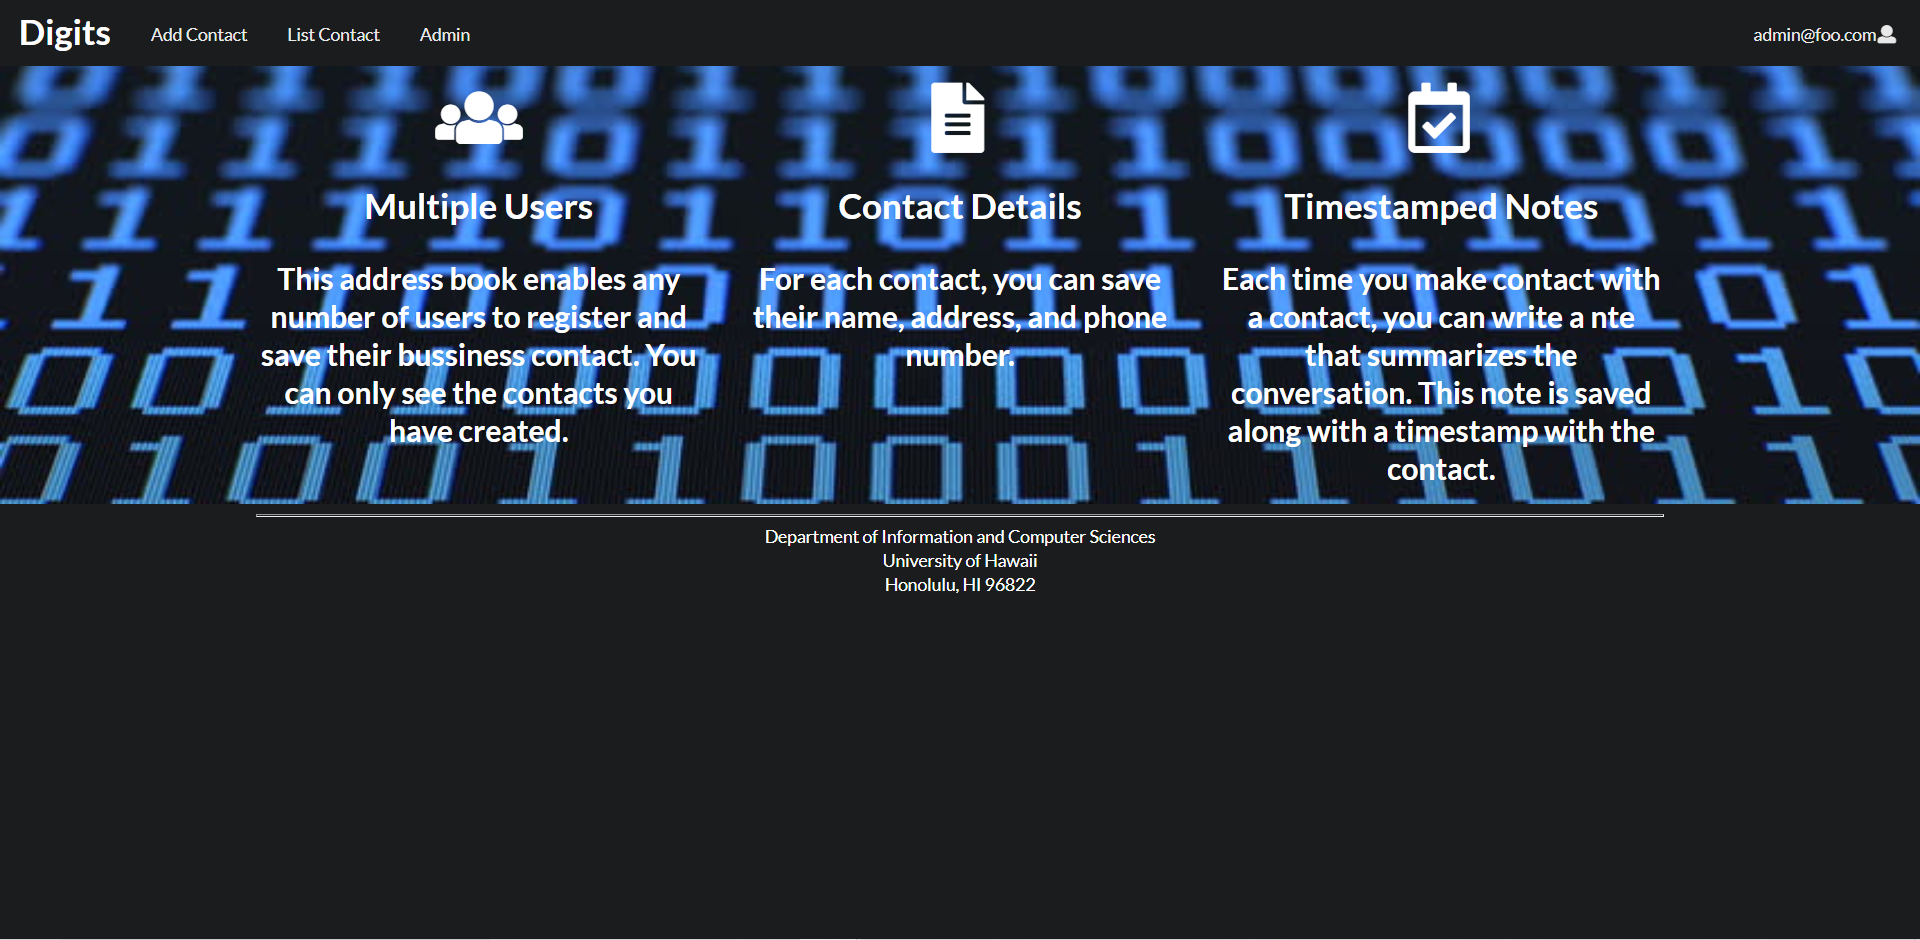 Digits
Add Contact
List Contact
Admin
admin@foo.com
Multiple Users
This address book enables any
number of users to register and
save their bussiness contact. You
can only see the contacts you
have created.
Contact Details
For each contact, you can save
their name, address, and phone
number.
Timestamped Notes
Each time you make contact with
a contact, you can write a nte
that summarizes the
conversation. This note is saved
along with a timestamp with the
contact.
Department of Information and Computer Sciences
University of Hawaii
Honolulu, HI 96822